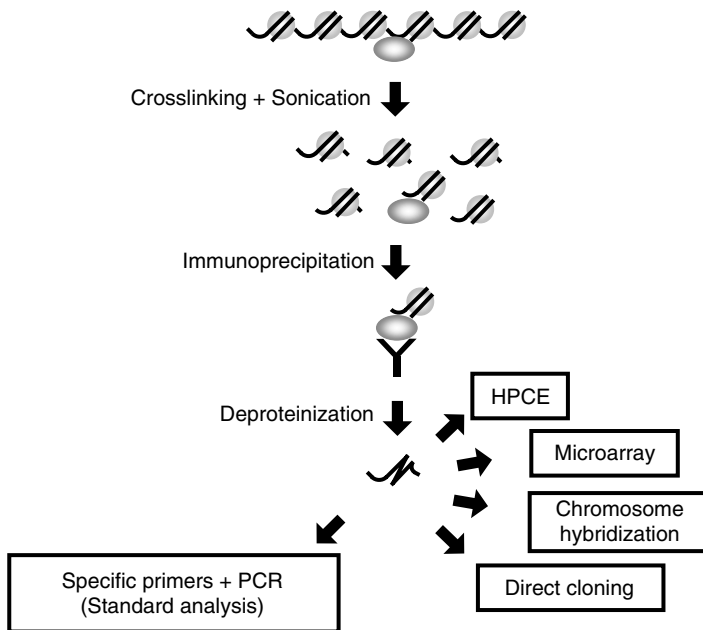 Crosslinking + Sonication
Immunoprecipitation
Deproteinization
HPCE
Microarray
Chromosome
hybridization
Direct cloning
Specific primers + PCR
(Standard analysis)